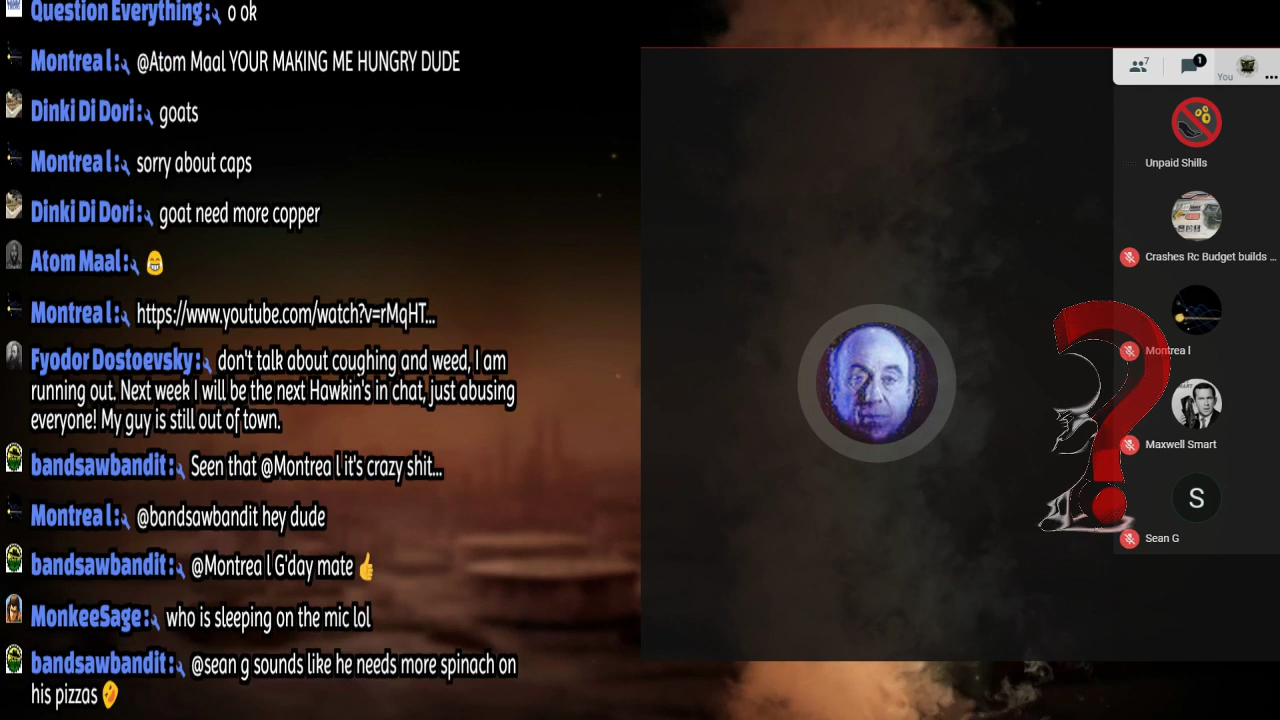 Question Everything: o ok
Montrea l: @Atom Maal YOUR MAKING ME HUNGRY DUDE
Dinki Di Dori: goats
Montrea l: sorry about caps
Dinki Di Dori: goat need more copper
Atom Maal: 😁
Montrea l: https://www.youtube.com/watch?v=rMqHT...
Fyodor Dostoevsky: don't talk about coughing and weed, I am
running out. Next week I will be the next Hawkin's in chat, just abusing
everyone! My guy is still out of town.
bandsawbandit: Seen that @Montrea l it's crazy shit...
Montrea l: @bandsawbandit hey dude
bandsawbandit: @Montrea l G'day mate 👍
MonkeeSage: who is sleeping on the mic lol
bandsawbandit: @sean g sounds like he needs more spinach on
his pizzas 🤣
7
1
You
...
Unpaid Shills
Crashes Rc Budget builds ...
Montrea l
Maxwell Smart
S
Sean G
?